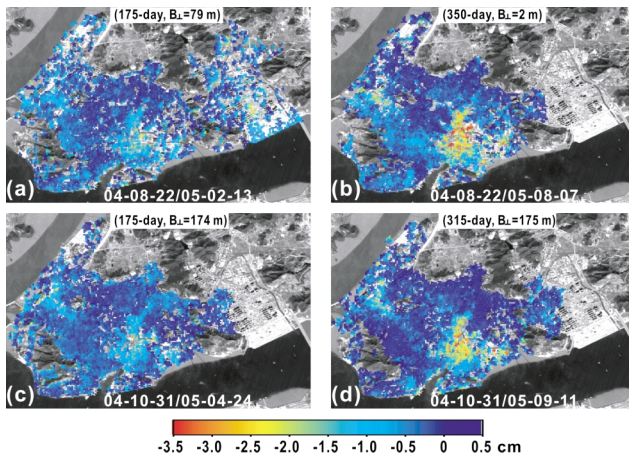 (175-day, B⊥=79 m)
(350-day, B⊥=2 m)
(a)
04-08-22/05-02-13
(b)
04-08-22/05-08-07
(175-day, B⊥=174 m)
(315-day, B⊥=175 m)
(c)
04-10-31/05-04-24
(d)
04-10-31/05-09-11
-3.5 -3.0 -2.5 -2.0 -1.5 -1.0 -0.5 0 0.5 cm